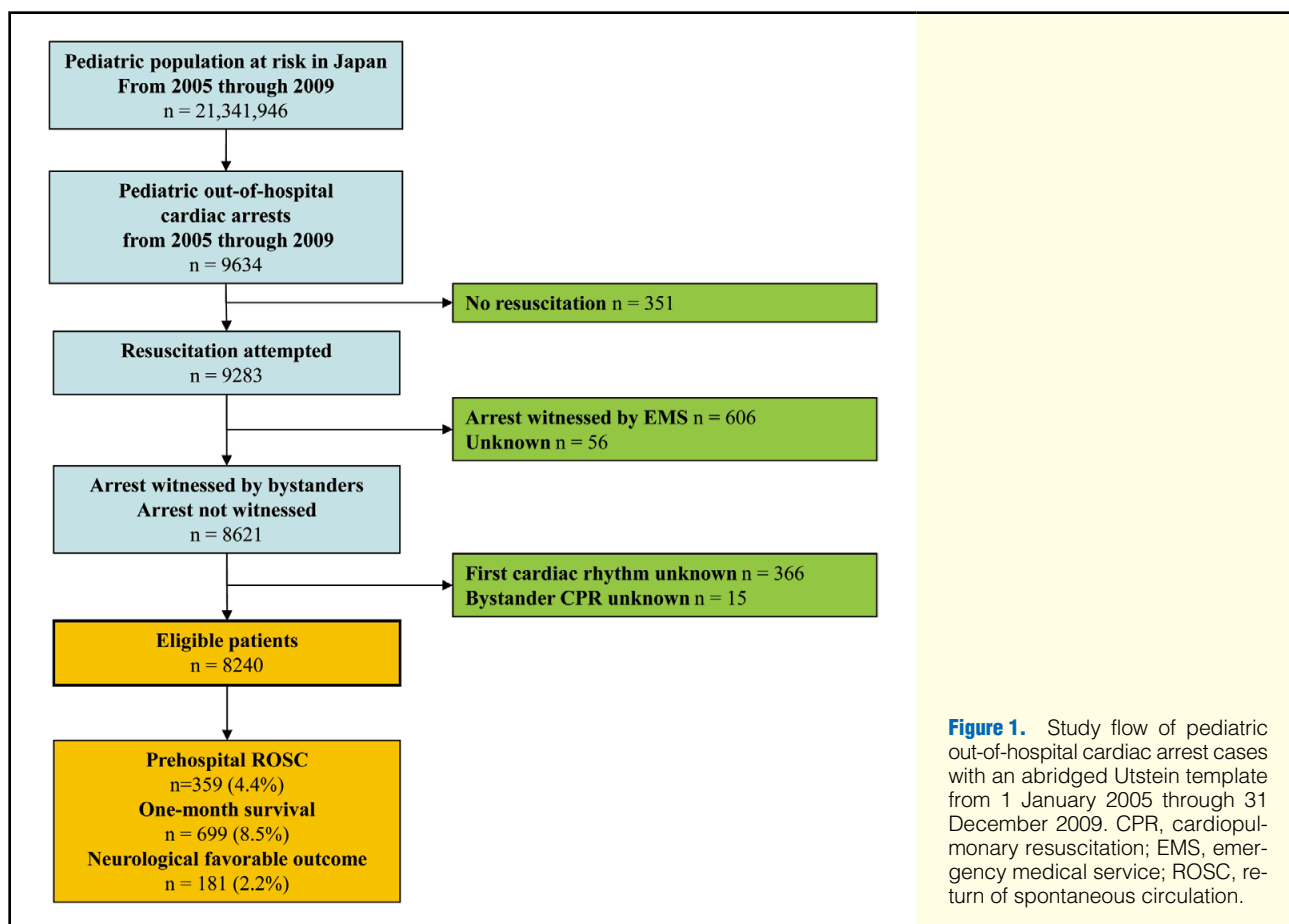 Pediatric population at risk in Japan
From 2005 through 2009
n = 21,341,946
Pediatric out-of-hospital
cardiac arrests
from 2005 through 2009
n = 9634
No resuscitation n = 351
Resuscitation attempted
n = 9283
Arrest witnessed by EMS n = 606
Unknown n = 56
Arrest witnessed by bystanders
Arrest not witnessed
n = 8621
First cardiac rhythm unknown n = 366
Bystander CPR unknown n = 15
Eligible patients
n = 8240
Prehospital ROSC
n=359 (4.4%)
One-month survival
n = 699 (8.5%)
Neurological favorable outcome
n = 181 (2.2%)
Figure 1. Study flow of pediatric
out-of-hospital cardiac arrest cases
with an abridged Utstein template
from 1 January 2005 through 31
December 2009. CPR, cardiopul-
monary resuscitation; EMS, emer-
gency medical service; ROSC, re-
turn of spontaneous circulation.